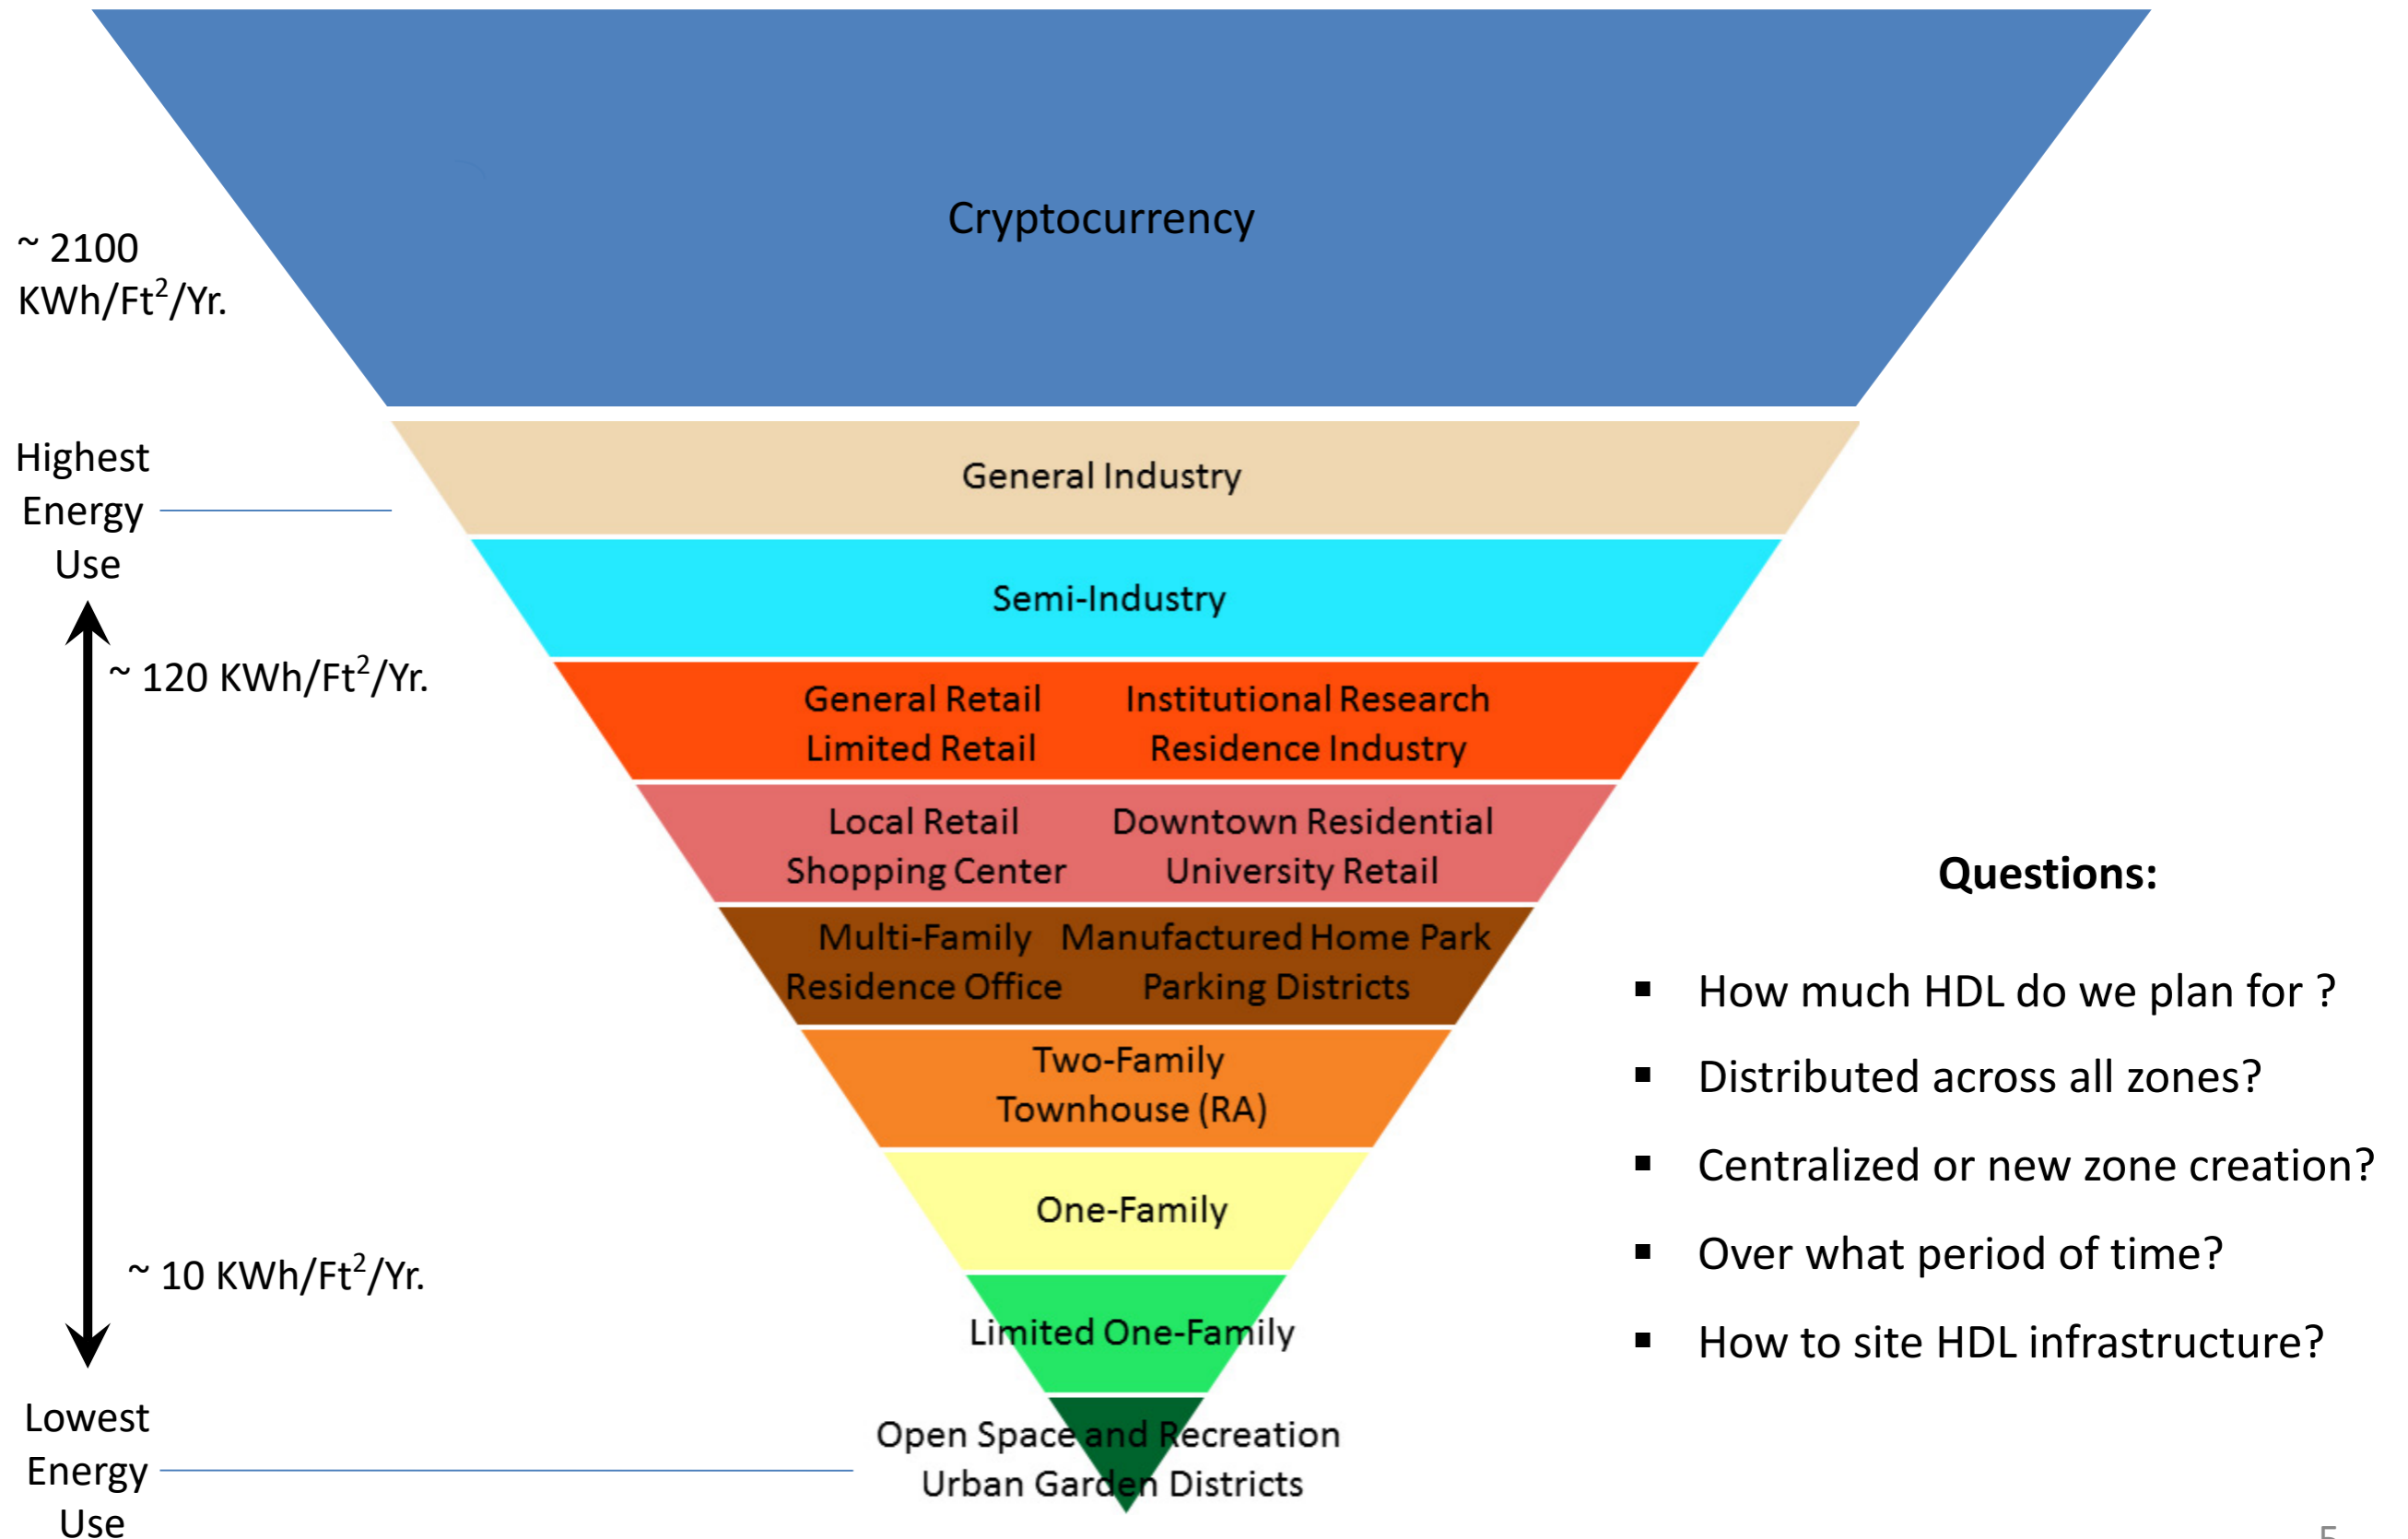 Cryptocurrency
~ 2100
KWh/Ft²/Yr.
Highest
Energy
Use
General Industry
Semi-Industry
~ 120 KWh/Ft²/Yr.
General Retail Institutional Research
Limited Retail Residence Industry
Local Retail Downtown Residential
Shopping Center University Retail
Multi-Family Manufactured Home Park
Residence Office Parking Districts
Two-Family
Townhouse (RA)
One-Family
~ 10 KWh/Ft²/Yr.
Limited One-Family
Lowest
Energy
Use
Open Space and Recreation
Urban Garden Districts
Questions:
▪ How much HDL do we plan for ?
▪ Distributed across all zones?
▪ Centralized or new zone creation?
▪ Over what period of time?
▪ How to site HDL infrastructure?
5